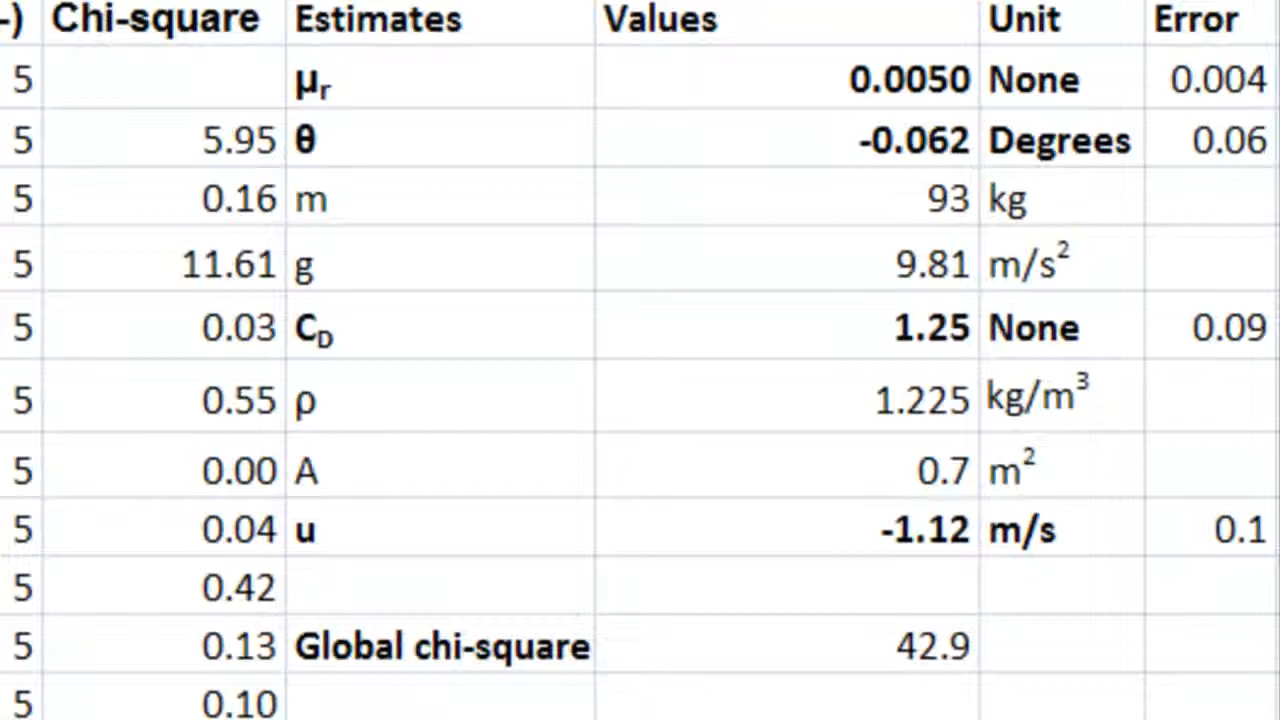 -) Chi-square Estimates Values Unit Error
5 μr 0.0050 None 0.004
5 5.95 θ -0.062 Degrees 0.06
5 0.16 m 93 kg
5 11.61 g 9.81 m/s²
5 0.03 CD 1.25 None 0.09
5 0.55 ρ 1.225 kg/m³
5 0.00 A 0.7 m²
5 0.04 u -1.12 m/s 0.1
5 0.42
5 0.13 Global chi-square 42.9
5 0.10